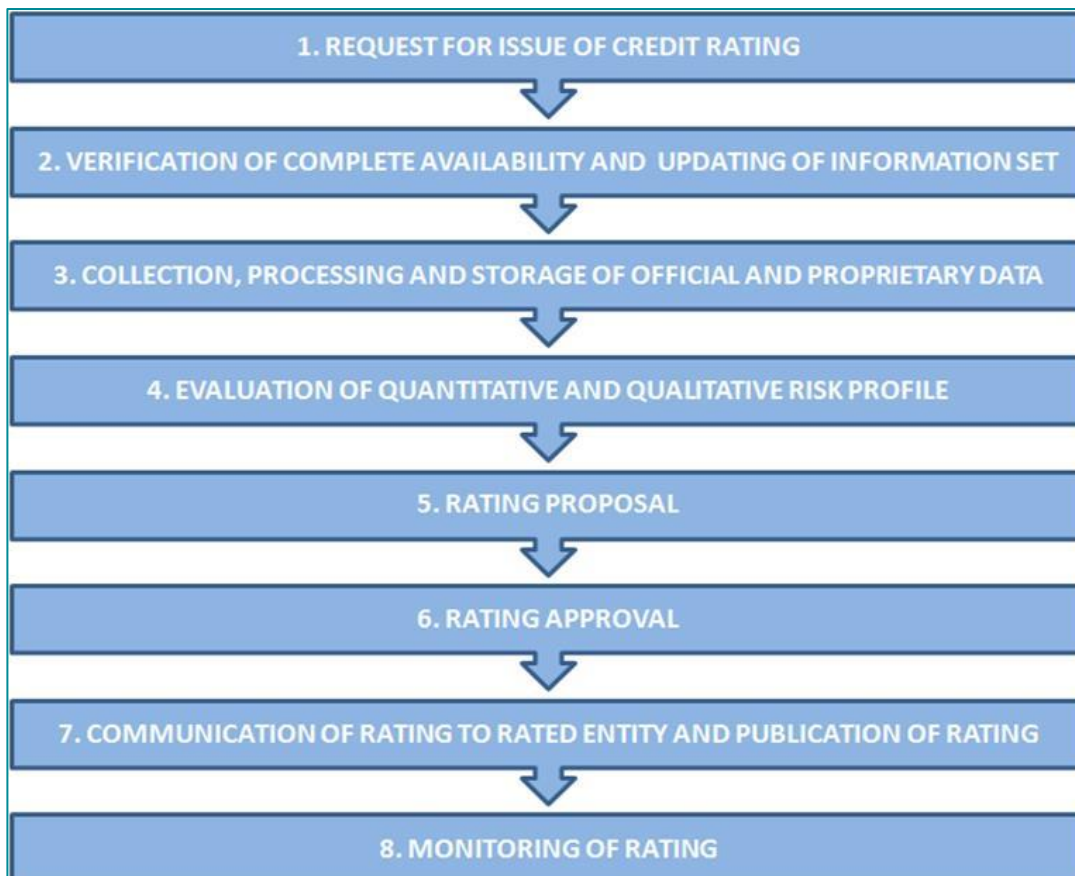 1. REQUEST FOR ISSUE OF CREDIT RATING
2. VERIFICATION OF COMPLETE AVAILABILITY AND UPDATING OF INFORMATION SET
3. COLLECTION, PROCESSING AND STORAGE OF OFFICIAL AND PROPRIETARY DATA
4. EVALUATION OF QUANTITATIVE AND QUALITATIVE RISK PROFILE
5. RATING PROPOSAL
6. RATING APPROVAL
7. COMMUNICATION OF RATING TO RATED ENTITY AND PUBLICATION OF RATING
8. MONITORING OF RATING